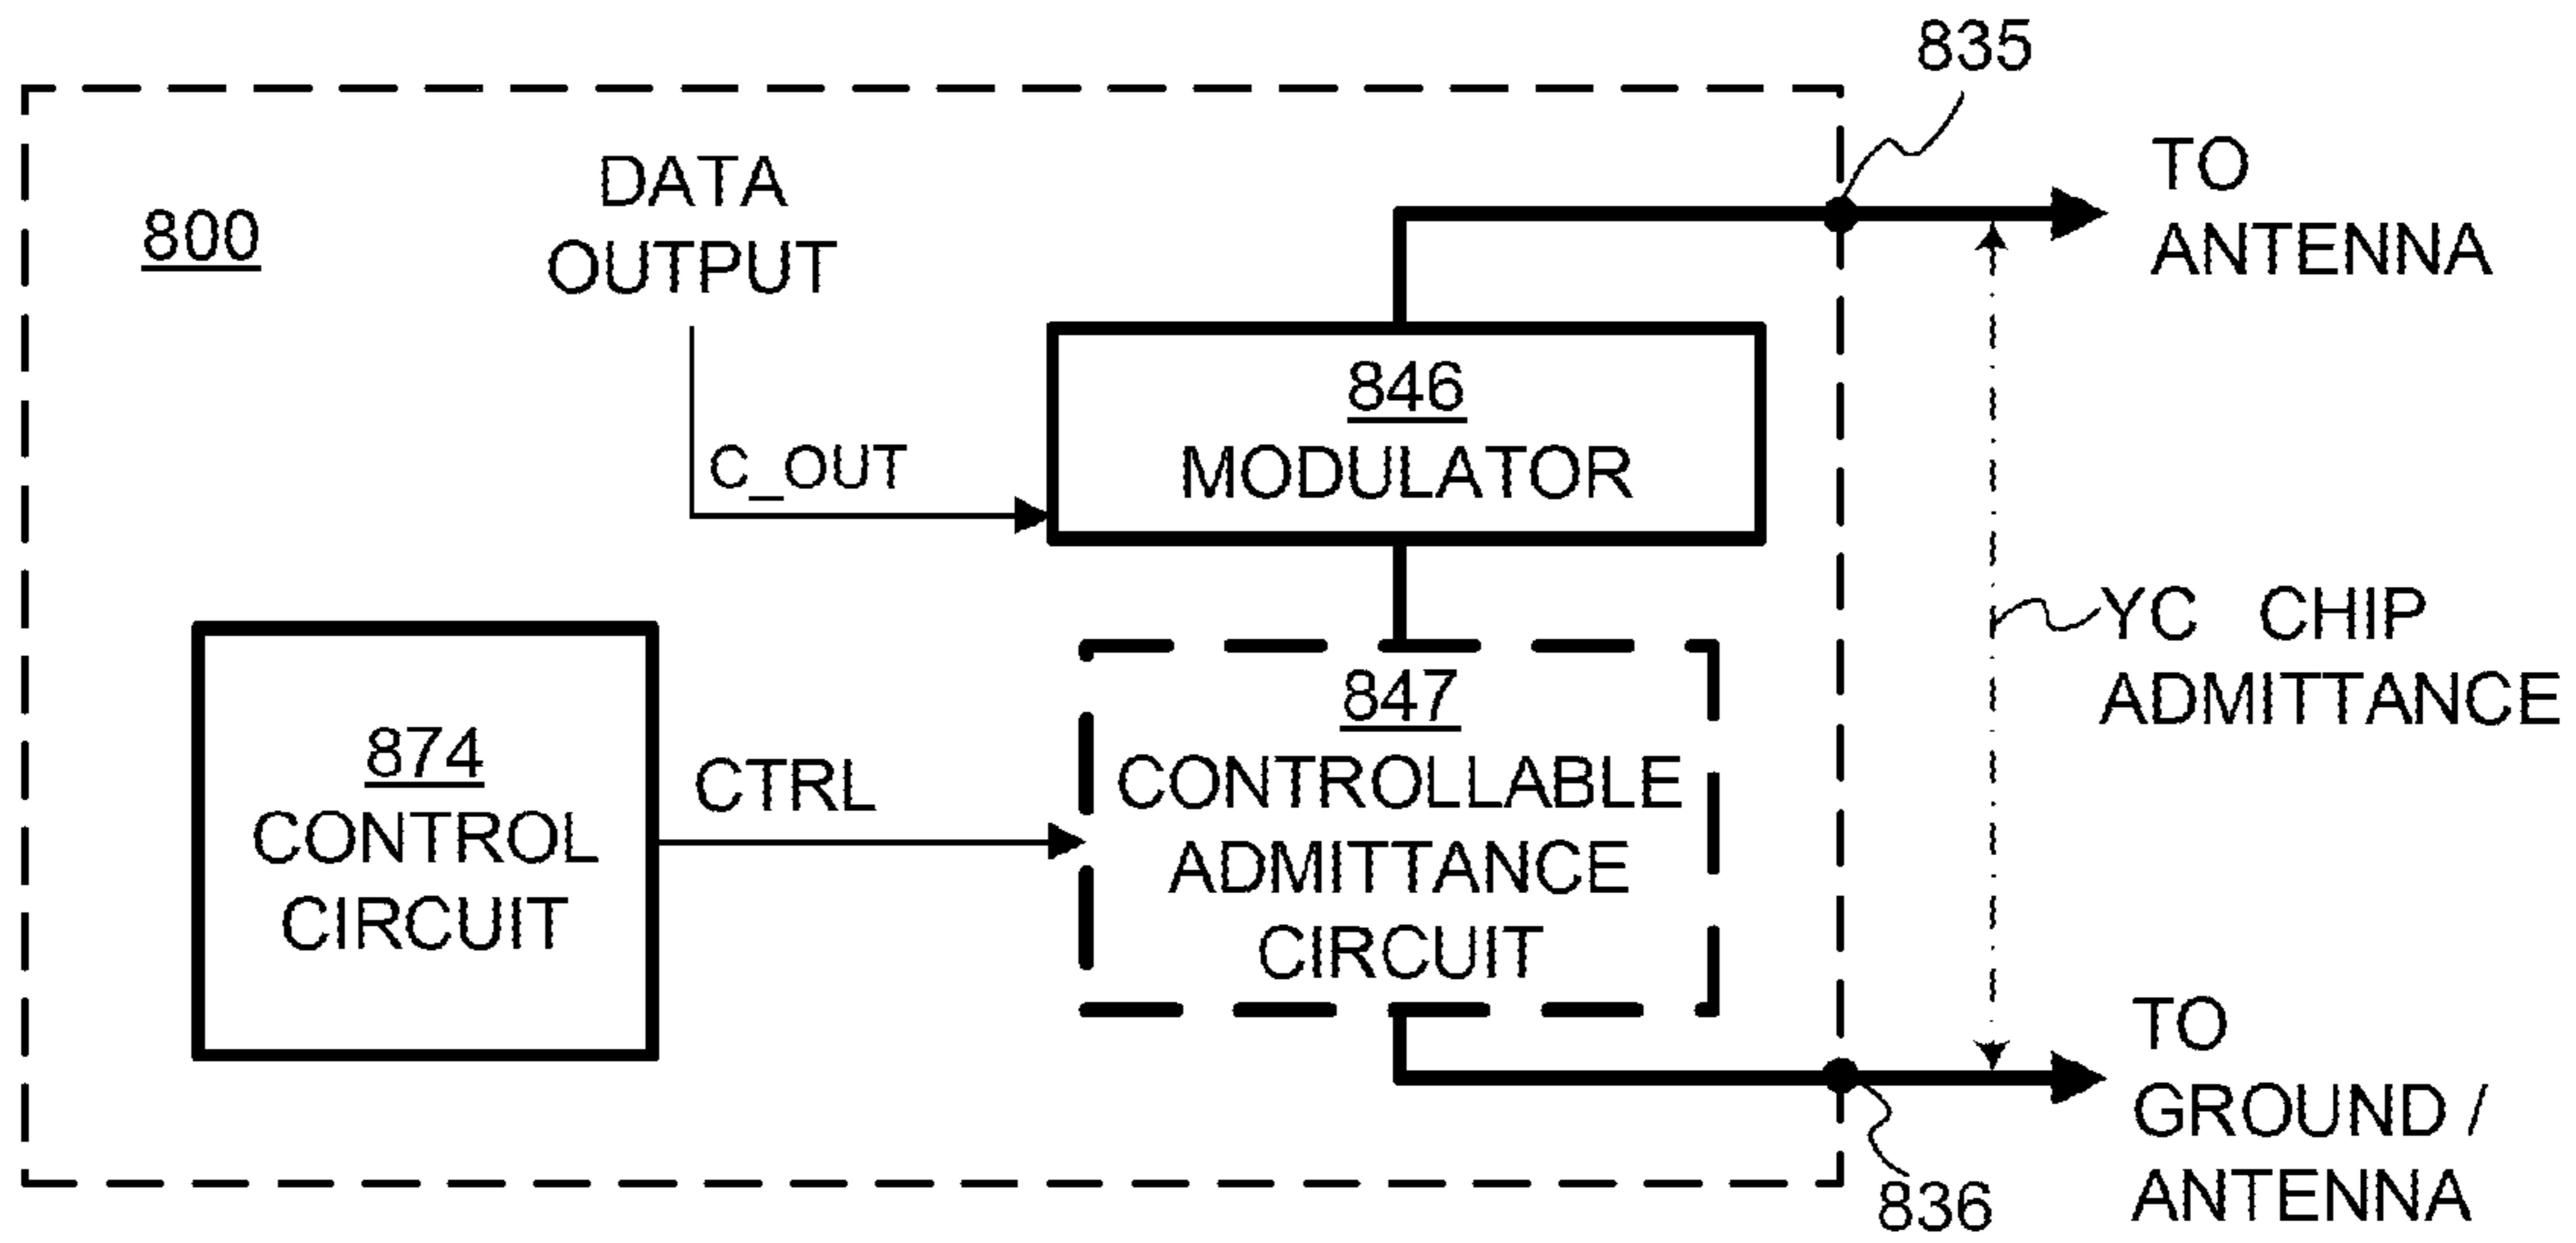 835
TO
ANTENNA
DATA
OUTPUT
800
846
MODULATOR
C_OUT
YC CHIP
ADMITTANCE
847
CONTROLLABLE
ADMITTANCE
CIRCUIT
874
CONTROL
CIRCUIT
CTRL
TO
GROUND /
ANTENNA
836